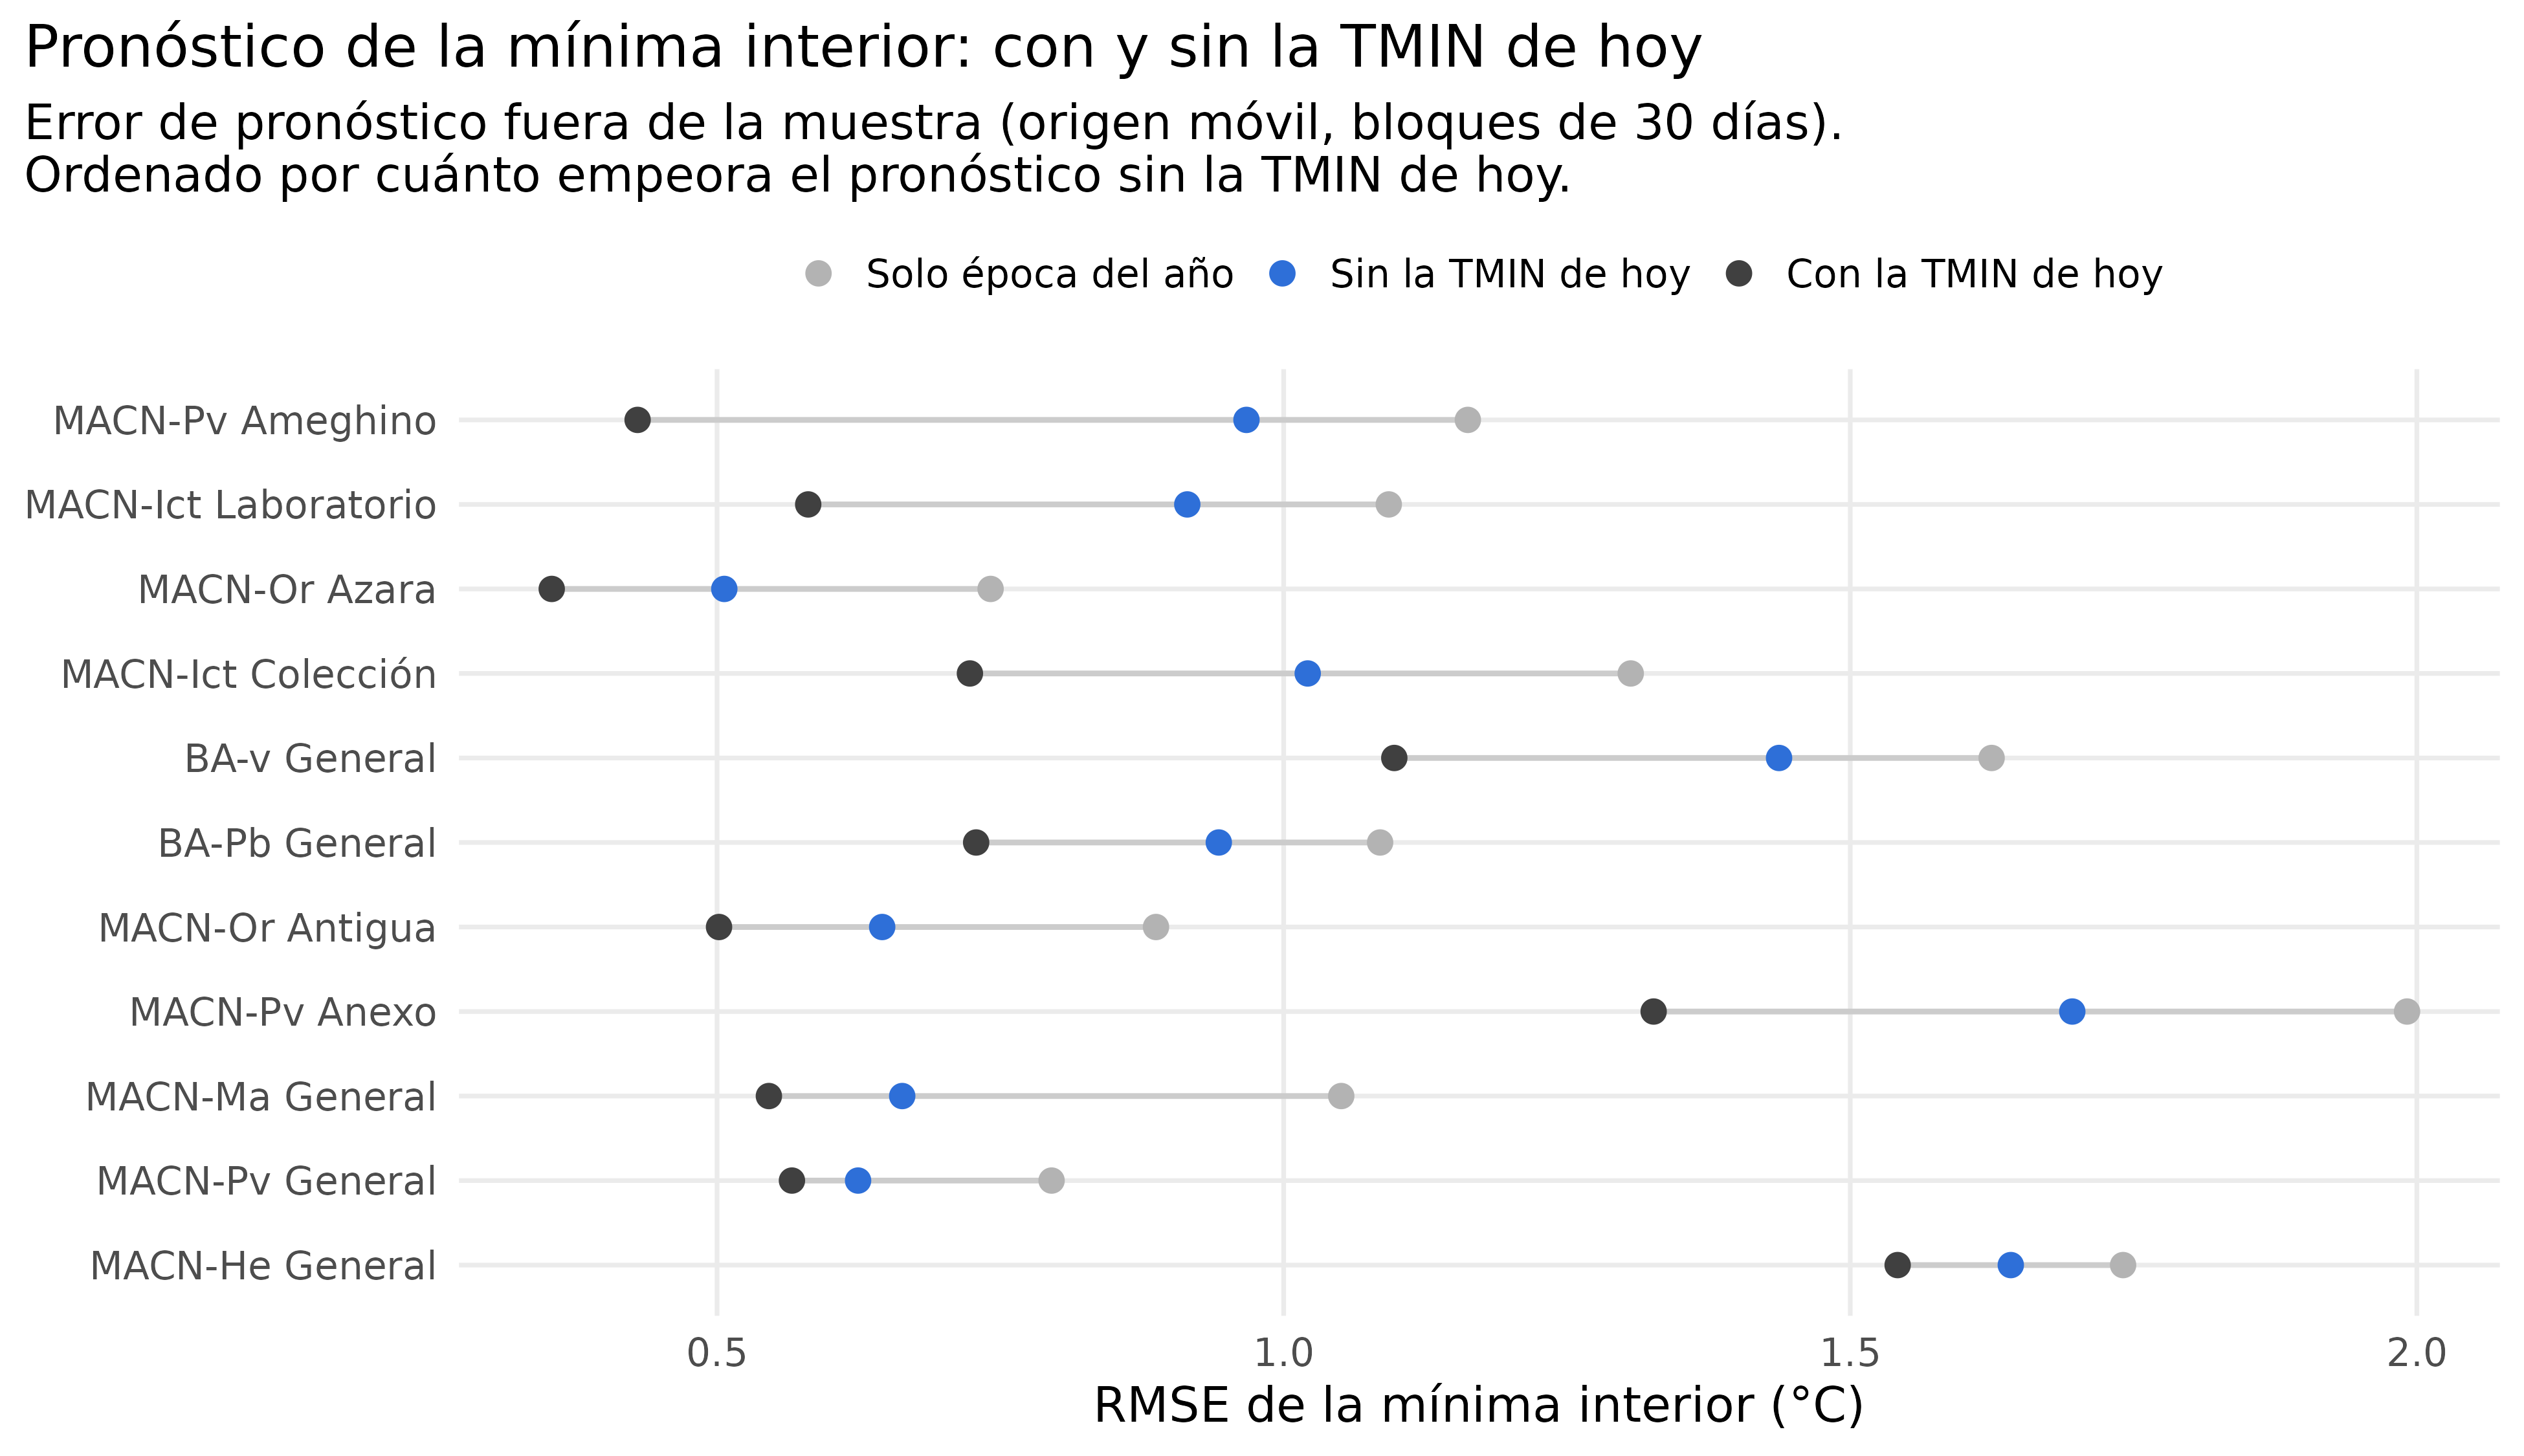 Pronóstico de la mínima interior: con y sin la TMIN de hoy
Error de pronóstico fuera de la muestra (origen móvil, bloques de 30 días).
Ordenado por cuánto empeora el pronóstico sin la TMIN de hoy.
Solo época del año
Sin la TMIN de hoy
Con la TMIN de hoy
MACN-Pv Ameghino
MACN-Ict Laboratorio
MACN-Or Azara
MACN-Ict Colección
BA-v General
BA-Pb General
MACN-Or Antigua
MACN-Pv Anexo
MACN-Ma General
MACN-Pv General
MACN-He General
0.5 1.0 1.5 2.0
RMSE de la mínima interior (°C)